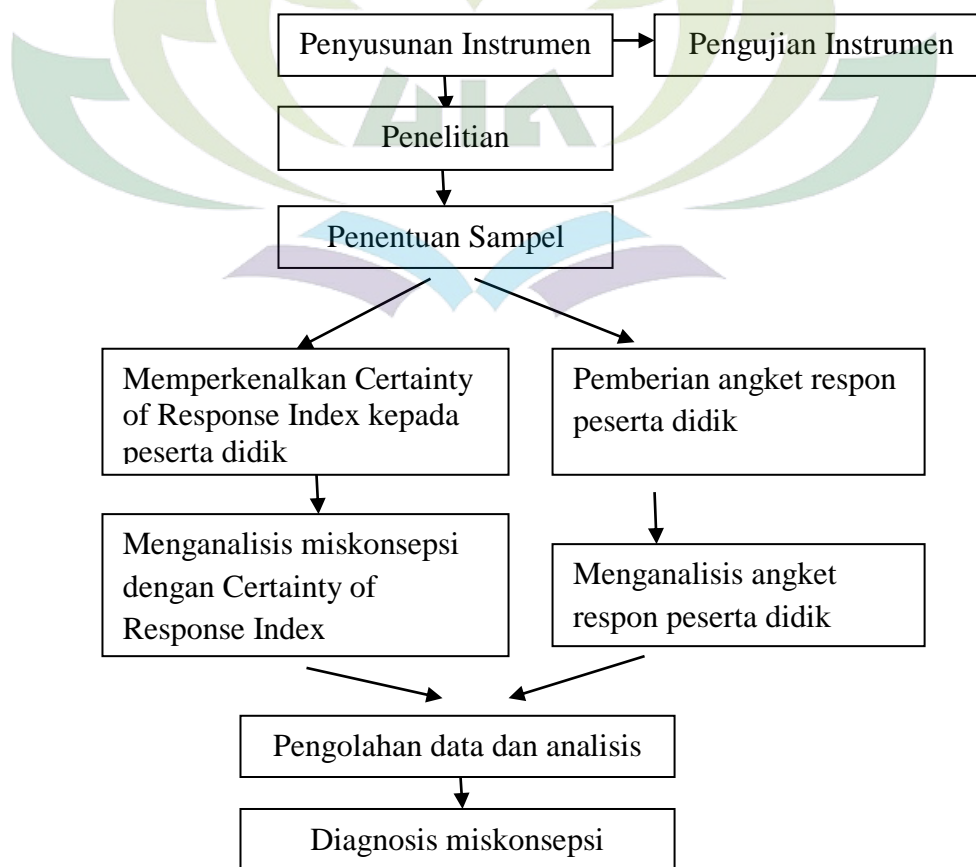 Penyusunan Instrumen
Pengujian Instrumen
Penelitian
Penentuan Sampel
Memperkenalkan Certainty
of Response Index kepada
peserta didik
Pemberian angket respon
peserta didik
Menganalisis miskonsepsi
dengan Certainty of
Response Index
Menganalisis angket
respon peserta didik
Pengolahan data dan analisis
Diagnosis miskonsepsi